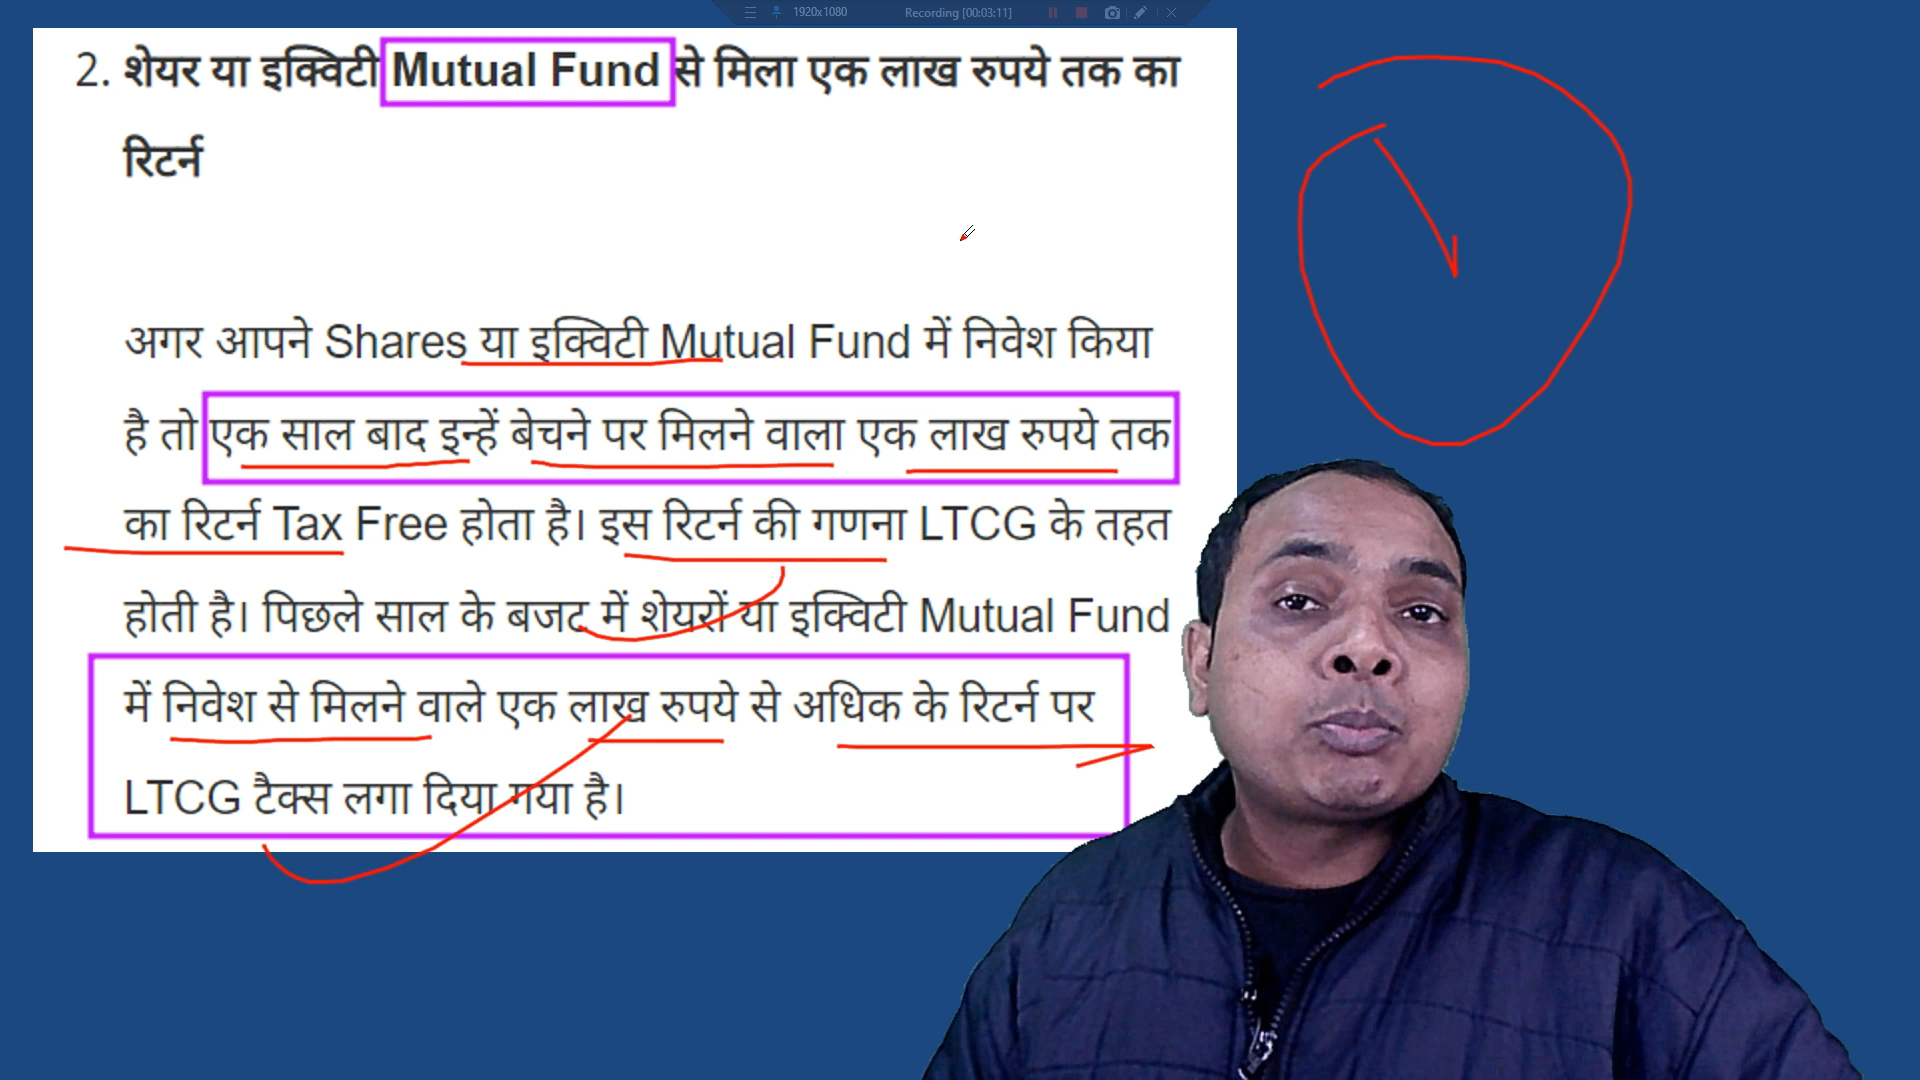 1920x1080
Recording [00:03:11]
2. शेयर या इक्विटी Mutual Fund से मिला एक लाख रुपये तक का
रिटर्न
अगर आपने Shares या इक्विटी Mutual Fund में निवेश किया
है तो एक साल बाद इन्हें बेचने पर मिलने वाला एक लाख रुपये तक
का रिटर्न Tax Free होता है। इस रिटर्न की गणना LTCG के तहत
होती है। पिछले साल के बजट में शेयरों या इक्विटी Mutual Fund
में निवेश से मिलने वाले एक लाख रुपये से अधिक के रिटर्न पर
LTCG टैक्स लगा दिया गया है।